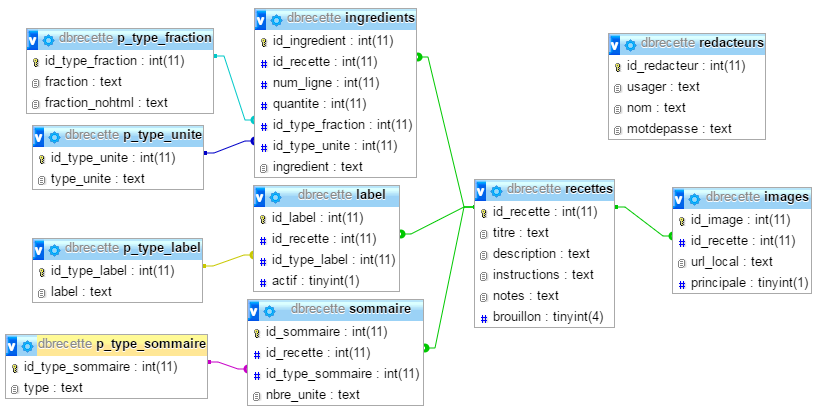 dbrecette p_type_fraction
id_type_fraction : int(11)
fraction : text
fraction_nohtml : text
dbrecette p_type_unite
id_type_unite : int(11)
type_unite : text
dbrecette p_type_label
id_type_label : int(11)
label : text
dbrecette p_type_sommaire
id_type_sommaire : int(11)
type : text
dbrecette ingredients
id_ingredient : int(11)
id_recette : int(11)
num_ligne : int(11)
quantite : int(11)
id_type_fraction : int(11)
id_type_unite : int(11)
ingredient : text
dbrecette label
id_label : int(11)
id_recette : int(11)
id_type_label : int(11)
actif : tinyint(1)
dbrecette sommaire
id_sommaire : int(11)
id_recette : int(11)
id_type_sommaire : int(11)
nbre_unite : text
dbrecette recettes
id_recette : int(11)
titre : text
description : text
instructions : text
notes : text
brouillon : tinyint(4)
dbrecette redacteurs
id_redacteur : int(11)
usager : text
nom : text
motdepasse : text
dbrecette images
id_image : int(11)
id_recette : int(11)
url_local : text
principale : tinyint(1)